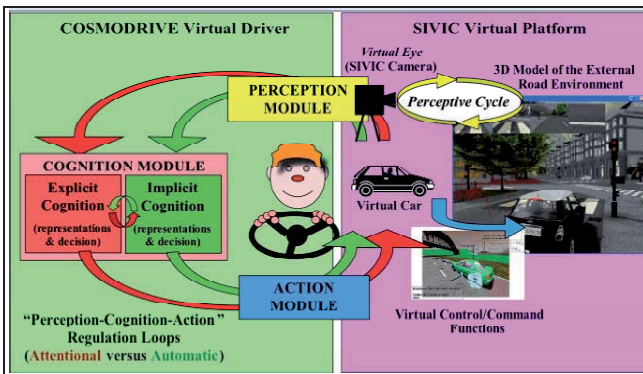 COSMODRIVE Virtual Driver
SIVIC Virtual Platform
Virtual Eye
(SIVIC Camera)
3D Model of the External
Road Environment
PERCEPTION
MODULE
Perceptive Cycle
COGNITION MODULE
Explicit
Cognition
(representations
& decision)
Implicit
Cognition
(representations
& decision)
Virtual Car
ACTION
MODULE
Virtual Control/Command
Functions
“Perception-Cognition-Action”
Regulation Loops
(Attentional versus Automatic)